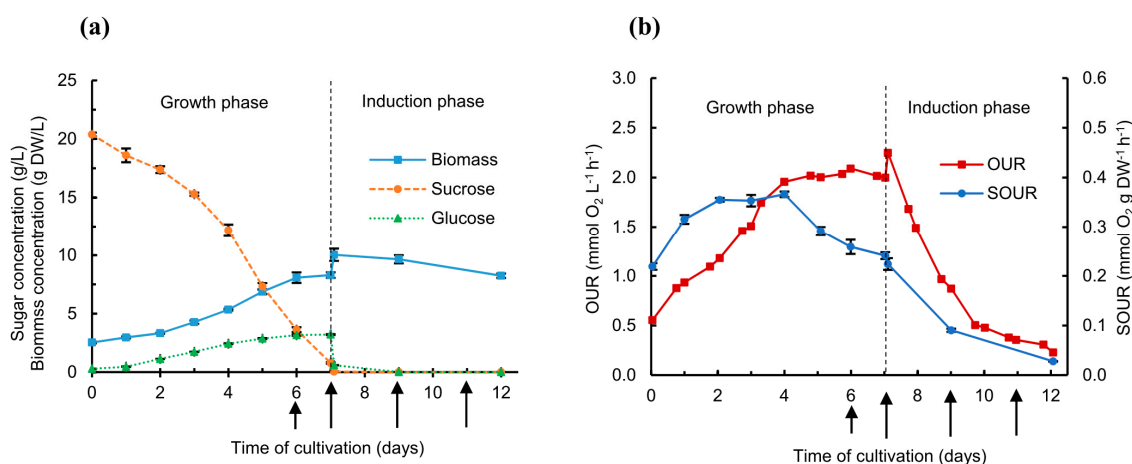 (a)
Sugar concentration (g/L)
Biommss concentration (g DW/L)
25
20
15
10
5
0
Growth phase
Induction phase
Biomass
Sucrose
Glucose
0 2 4 6 8 10 12
Time of cultivation (days)
(b)
OUR (mmol O₂ L⁻¹ h⁻¹)
3.0
2.5
2.0
1.5
1.0
0.5
0.0
Growth phase
Induction phase
OUR
SOUR
0.6
0.5
0.4
0.3
0.2
0.1
0.0
SOUR (mmol O₂ g DW⁻¹ h⁻¹)
0 2 4 6 8 10 12
Time of cultivation (days)